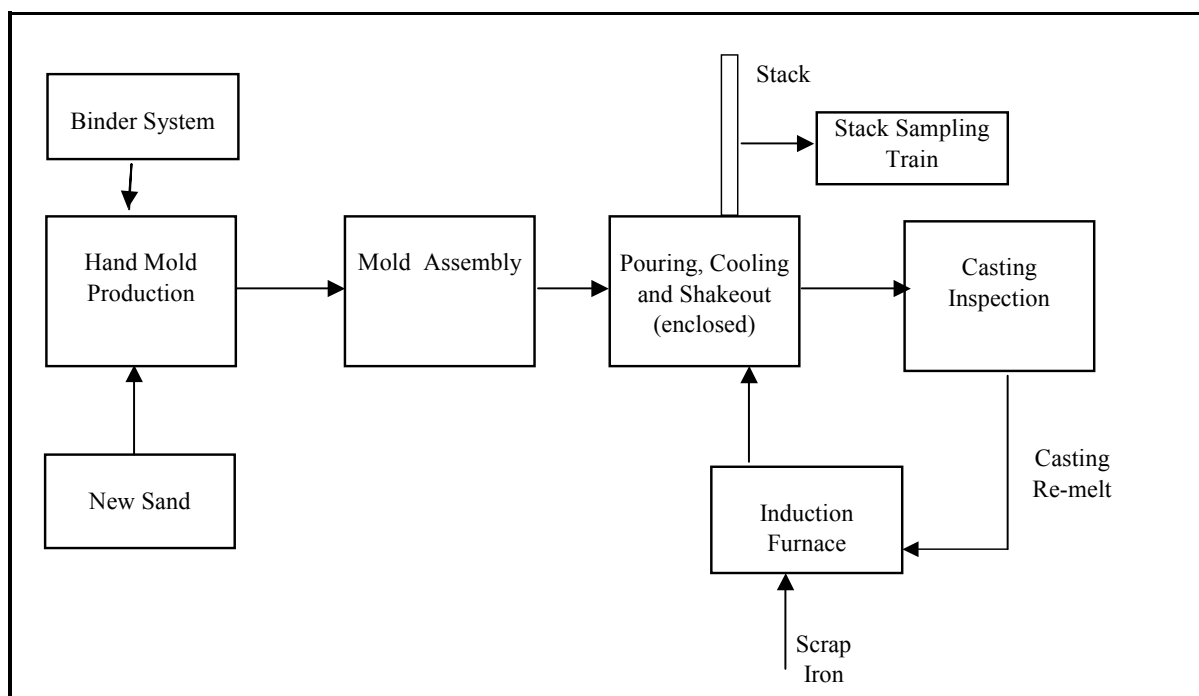 Stack
Binder System
Stack Sampling
Train
Hand Mold
Production
Mold Assembly
Pouring, Cooling
and Shakeout
(enclosed)
Casting
Inspection
New Sand
Induction
Furnace
Casting
Re-melt
Scrap
Iron